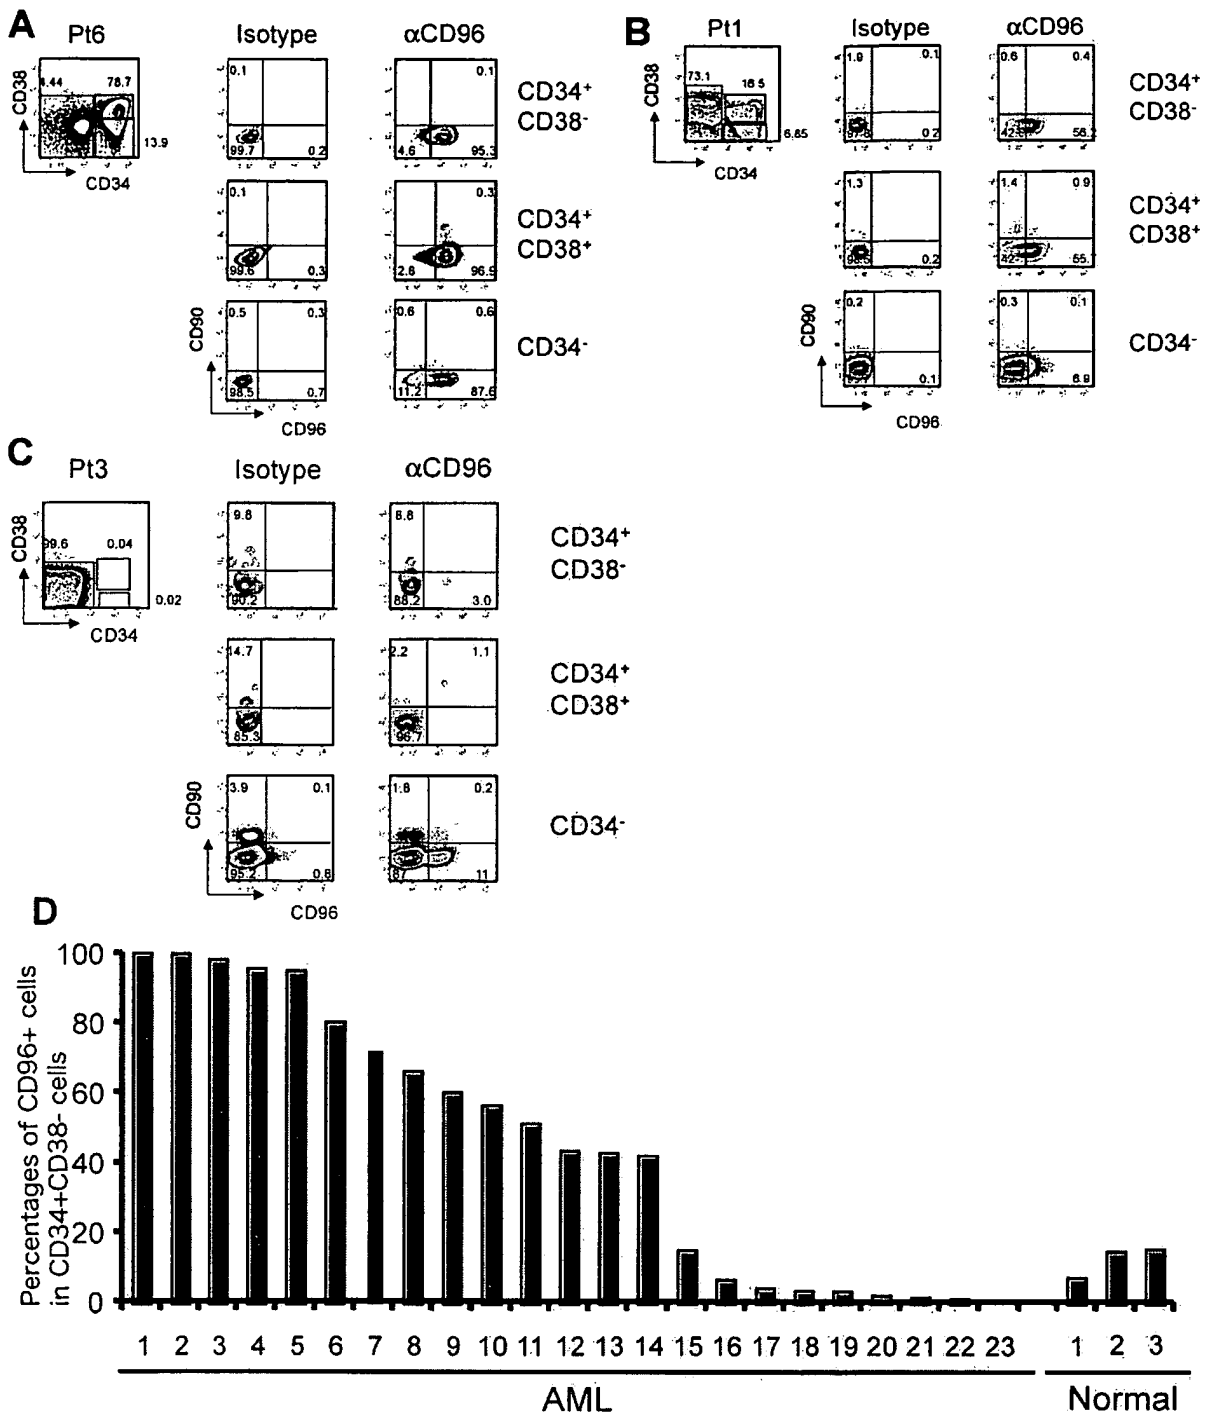 A
Pt6
Isotype
αCD96
CD38
4.44
78.7
13.9
CD34
0.1
99.7
0.2
0.1
4.6
95.3
CD34+
CD38-
0.1
99.6
0.3
0.3
2.8
96.9
CD34+
CD38+
CD90
0.5
0.3
98.5
0.7
0.6
0.6
11.2
87.6
CD34-
CD96
B
Pt1
Isotype
αCD96
CD38
73.1
16.5
6.85
CD34
1.9
0.1
0.2
0.6
0.4
CD34+
CD38-
1.3
0.2
1.4
0.9
42
55.
CD34+
CD38+
CD90
0.2
0.1
0.3
0.1
6.9
CD34-
CD96
C
Pt3
Isotype
αCD96
CD38
99.6
0.04
0.02
CD34
9.8
90.2
8.8
88.2
3.0
CD34+
CD38-
14.7
85.3
2.2
1.1
96.7
CD34+
CD38+
CD90
3.9
0.1
95.2
0.8
1.8
0.2
87
11
CD34-
CD96
D
Percentages of CD96+ cells
in CD34+CD38- cells
100
80
60
40
20
0
1 2 3 4 5 6 7 8 9 10 11 12 13 14 15 16 17 18 19 20 21 22 23 1 2 3
AML Normal